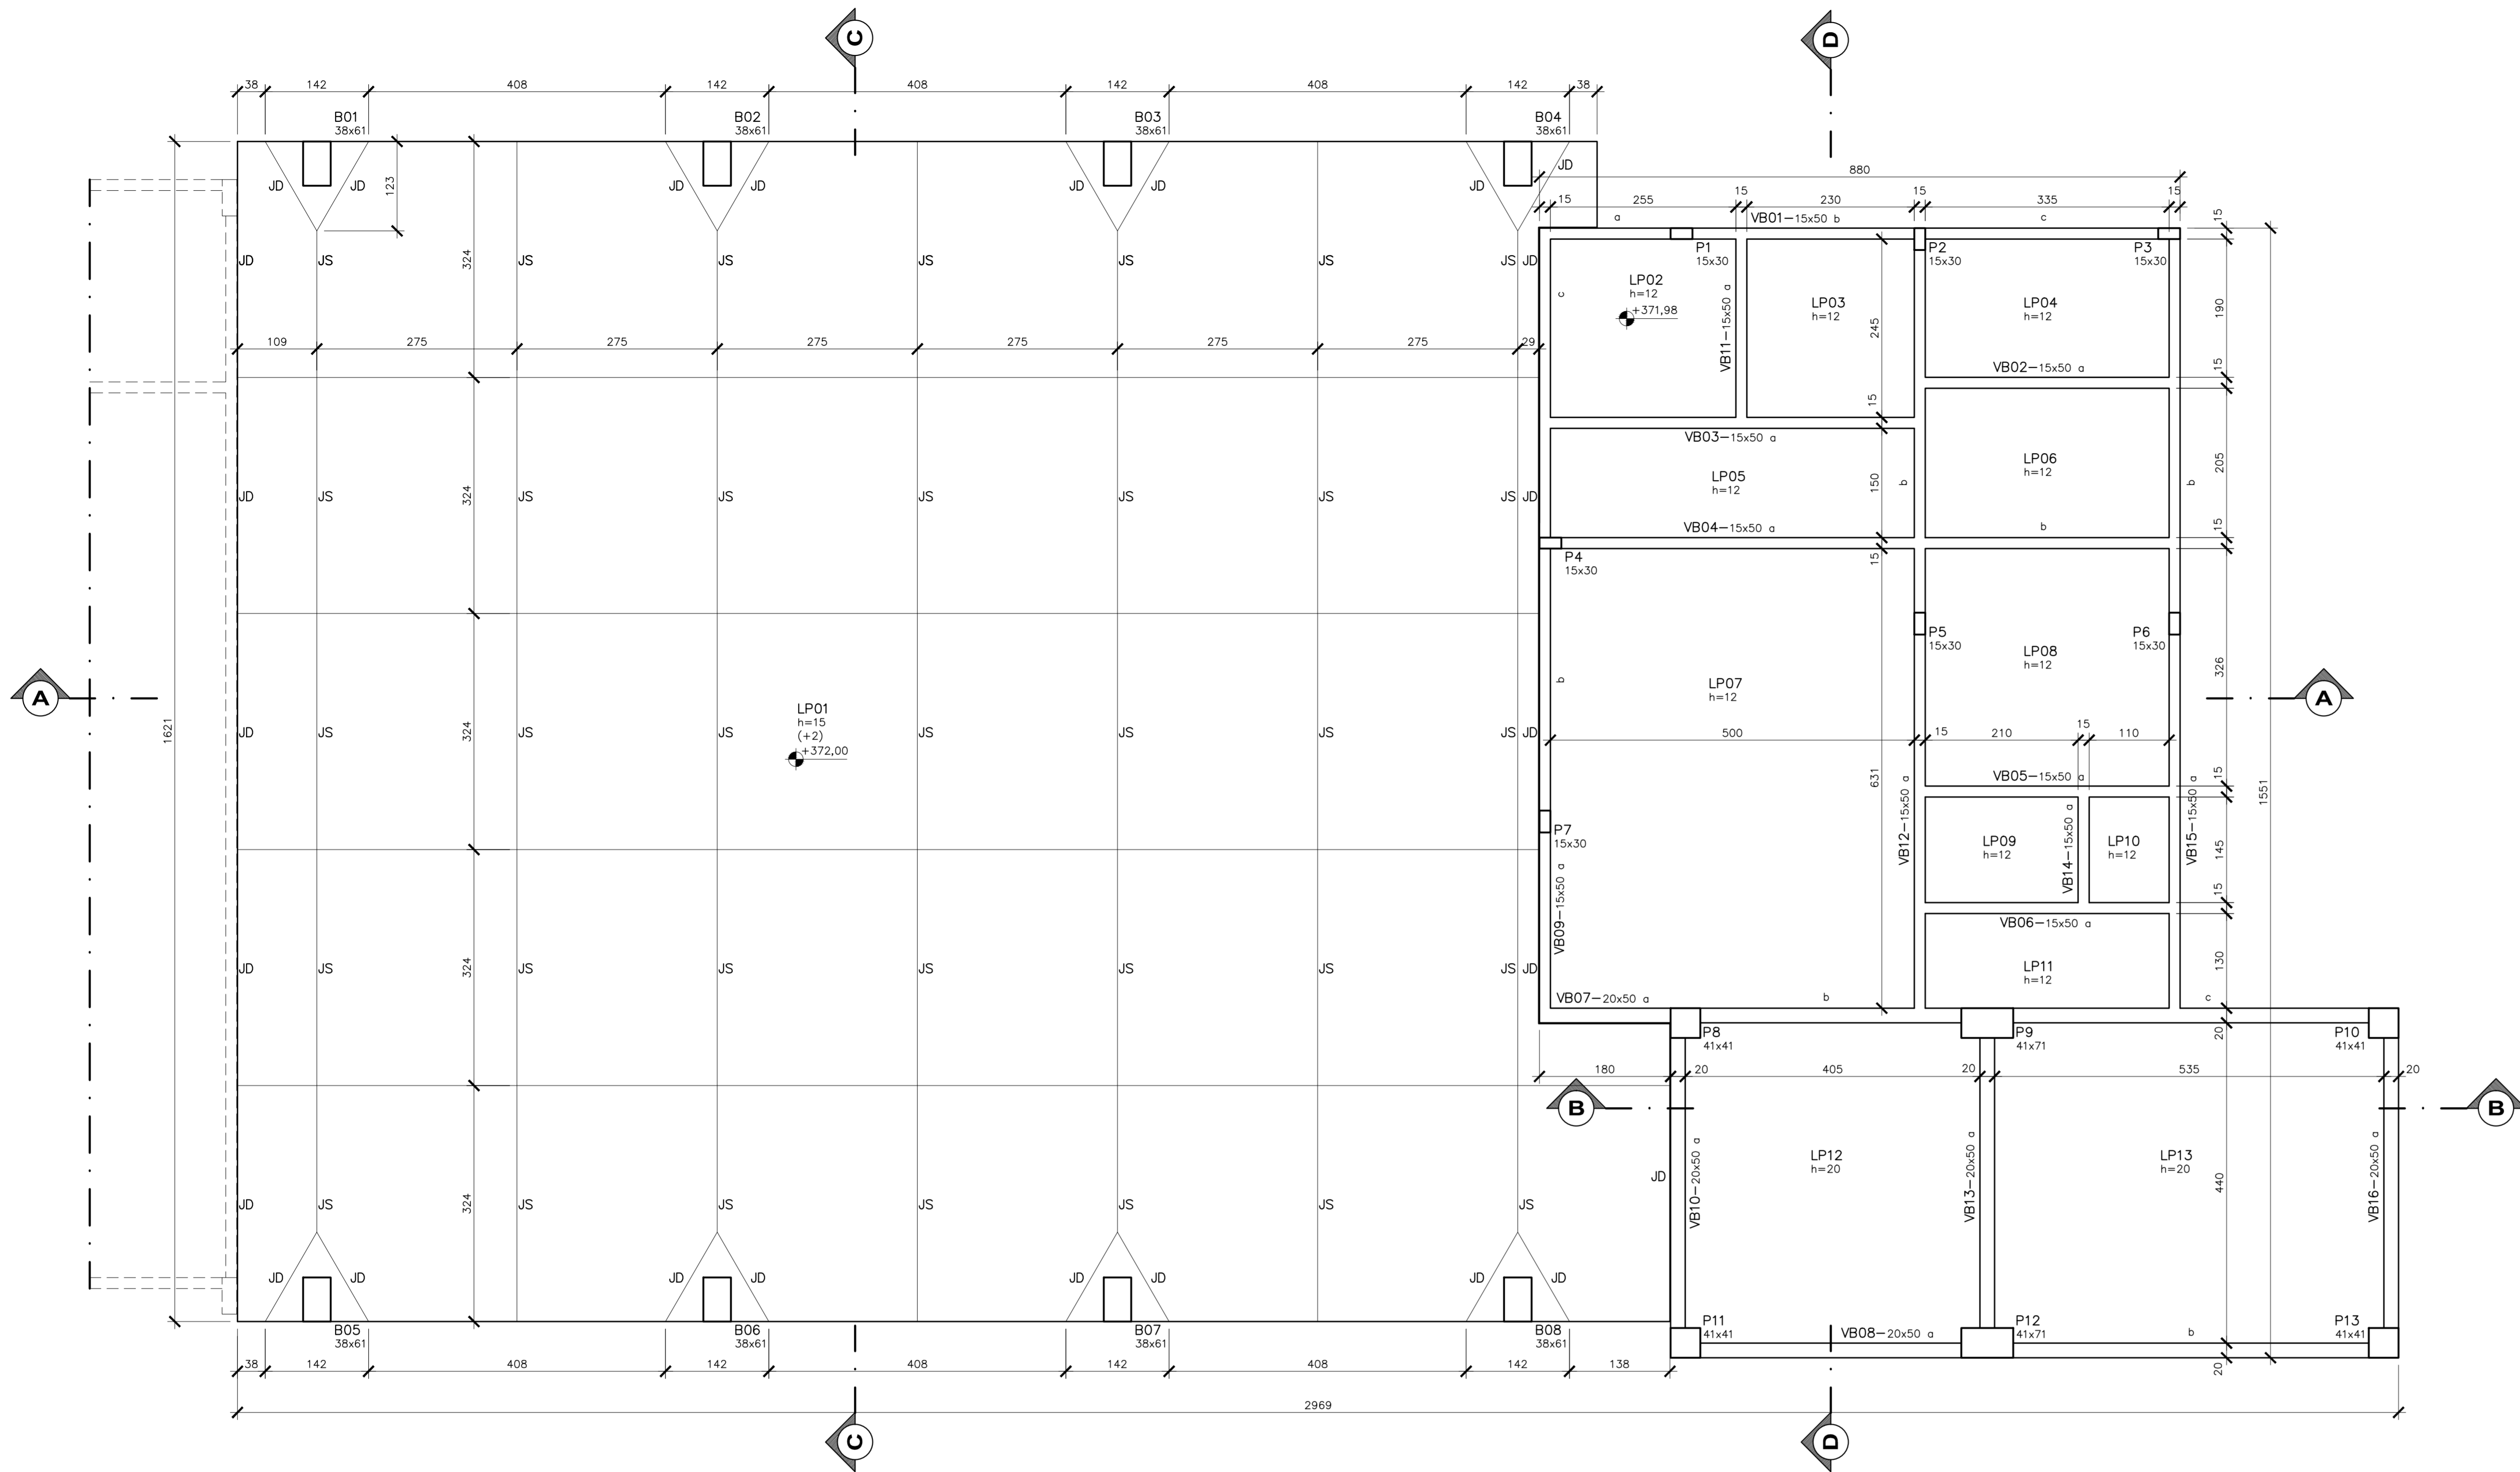 C
D
38 142 408 142 408 142 408 142 38
B01
38x61
B02
38x61
B03
38x61
B04
38x61
JD JD JD JD JD JD JD JD
123
880
15 255 15 230 15 335 15
a VB01-15x50 b c
15
P1
15x30
P2
15x30
P3
15x30
JD JS 324 JS JS JS JS JS JS JD
LP02
h=12
+371,98
c
VB11-15x50 a
LP03
h=12
245
LP04
h=12
190
109 275 275 275 275 275 275 29
VB02-15x50 a
15
15
VB03-15x50 a
LP05
h=12
150
b
LP06
h=12
205
b
JD JS 324 JS JS JS JS JS JS JD
VB04-15x50 a
b
15
P4
15x30
15
P5
15x30
P6
15x30
LP08
h=12
326
A
A
1621
LP07
h=12
b
LP01
h=15
(+2)
+372,00
JD JS 324 JS JS JS JS JS JS JD
500 15 210 15 110
VB05-15x50 a
15
631
1551
P7
15x30
VB12-15x50 a
LP09
h=12
VB14-15x50 a
LP10
h=12
VB15-15x50 a
145
15
VB09-15x50 a
VB06-15x50 a
LP11
h=12
130
JD JS 324 JS JS JS JS JS JS JD
VB07-20x50 a b c
P8
41x41
P9
41x71
P10
41x41
20
180 20 405 20 535 20
B
B
LP12
h=20
LP13
h=20
JD
VB10-20x50 a
VB13-20x50 a
VB16-20x50 a
440
JD JS 324 JS JS JS JS JS JS
JD JD JD JD JD JD JD JD
B05
38x61
B06
38x61
B07
38x61
B08
38x61
P11
41x41
P12
41x71
P13
41x41
VB08-20x50 a b
20
38 142 408 142 408 142 408 142 138
2969
C
D